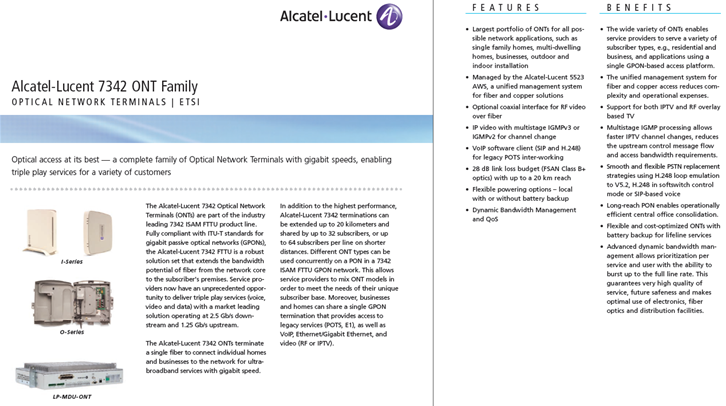 Alcatel·Lucent
Alcatel-Lucent 7342 ONT Family
OPTICAL NETWORK TERMINALS | ETSI
Optical access at its best — a complete family of Optical Network Terminals with gigabit speeds, enabling
triple play services for a variety of customers
I-Series
O-Series
LP-MDU-ONT
The Alcatel-Lucent 7342 Optical Network
Terminals (ONTs) are part of the industry
leading 7342 ISAM FTTU product line.
Fully compliant with ITU-T standards for
gigabit passive optical networks (GPONs),
the Alcatel-Lucent 7342 FTTU is a robust
solution set that extends the bandwidth
potential of fiber from the network core
to the subscriber's premises. Service pro-
viders now have an unprecedented oppor-
tunity to deliver triple play services (voice,
video and data) with a market leading
solution operating at 2.5 Gb/s down-
stream and 1.25 Gb/s upstream.
The Alcatel-Lucent 7342 ONTs terminate
a single fiber to connect individual homes
and businesses to the network for ultra-
broadband services with gigabit speed.
In addition to the highest performance,
Alcatel-Lucent 7342 terminations can
be extended up to 20 kilometers and
shared by up to 32 subscribers, or up
to 64 subscribers per line on shorter
distances. Different ONT types can be
used concurrently on a PON in a 7342
ISAM FTTU GPON network. This allows
service providers to mix ONT models in
order to meet the needs of their unique
subscriber base. Moreover, businesses
and homes can share a single GPON
termination that provides access to
legacy services (POTS, E1), as well as
VoIP, Ethernet/Gigabit Ethernet, and
video (RF or IPTV).
FEATURES
• Largest portfolio of ONTs for all pos-
sible network applications, such as
single family homes, multi-dwelling
homes, businesses, outdoor and
indoor installation
• Managed by the Alcatel-Lucent 5523
AWS, a unified management system
for fiber and copper solutions
• Optional coaxial interface for RF video
over fiber
• IP video with multistage IGMPv3 or
IGMPv2 for channel change
• VoIP software client (SIP and H.248)
for legacy POTS inter-working
• 28 dB link loss budget (FSAN Class B+
optics) with up to a 20 km reach
• Flexible powering options – local
with or without battery backup
• Dynamic Bandwidth Management
and QoS
BENEFITS
• The wide variety of ONTs enables
service providers to serve a variety of
subscriber types, e.g., residential and
business, and applications using a
single GPON-based access platform.
• The unified management system for
fiber and copper access reduces com-
plexity and operational expenses.
• Support for both IPTV and RF overlay
based TV
• Multistage IGMP processing allows
faster IPTV channel changes, reduces
the upstream control message flow
and access bandwidth requirements.
• Smooth and flexible PSTN replacement
strategies using H.248 loop emulation
to V5.2, H.248 in softswitch control
mode or SIP-based voice
• Long-reach PON enables operationally
efficient central office consolidation.
• Flexible and cost-optimized ONTs with
battery backup for lifeline services
• Advanced dynamic bandwidth man-
agement allows prioritization per
service and user with the ability to
burst up to the full line rate. This
guarantees very high quality of
service, future safeness and makes
optimal use of electronics, fiber
optics and distribution facilities.